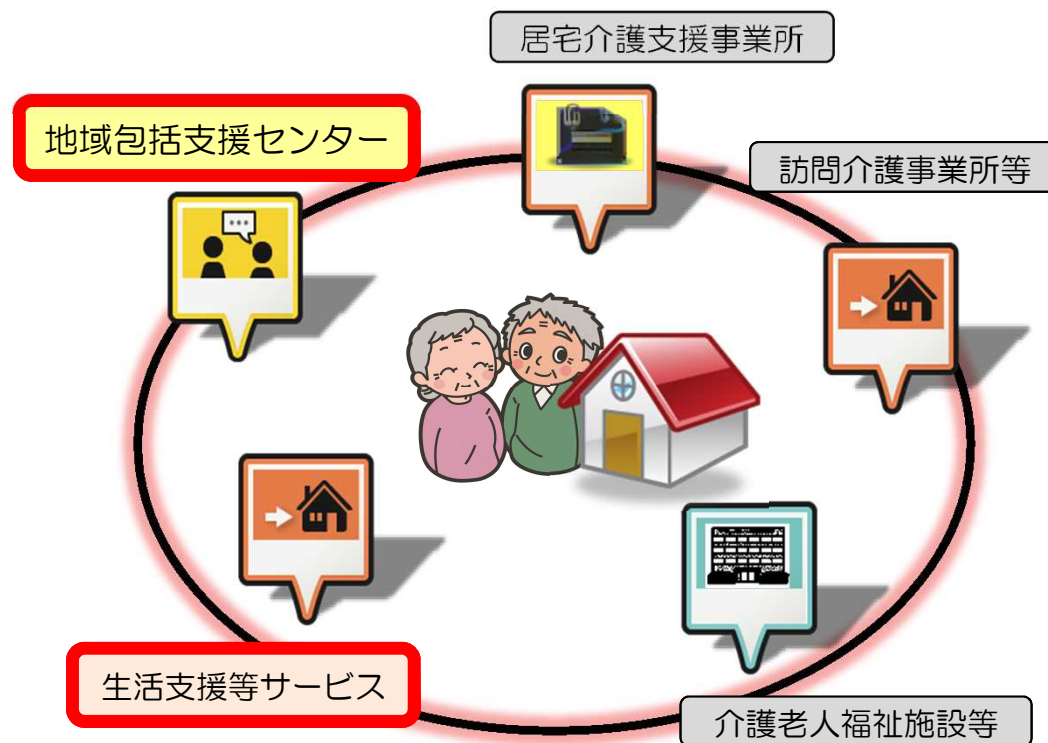 居宅介護支援事業所
地域包括支援センター
訪問介護事業所等
生活支援等サービス
介護老人福祉施設等